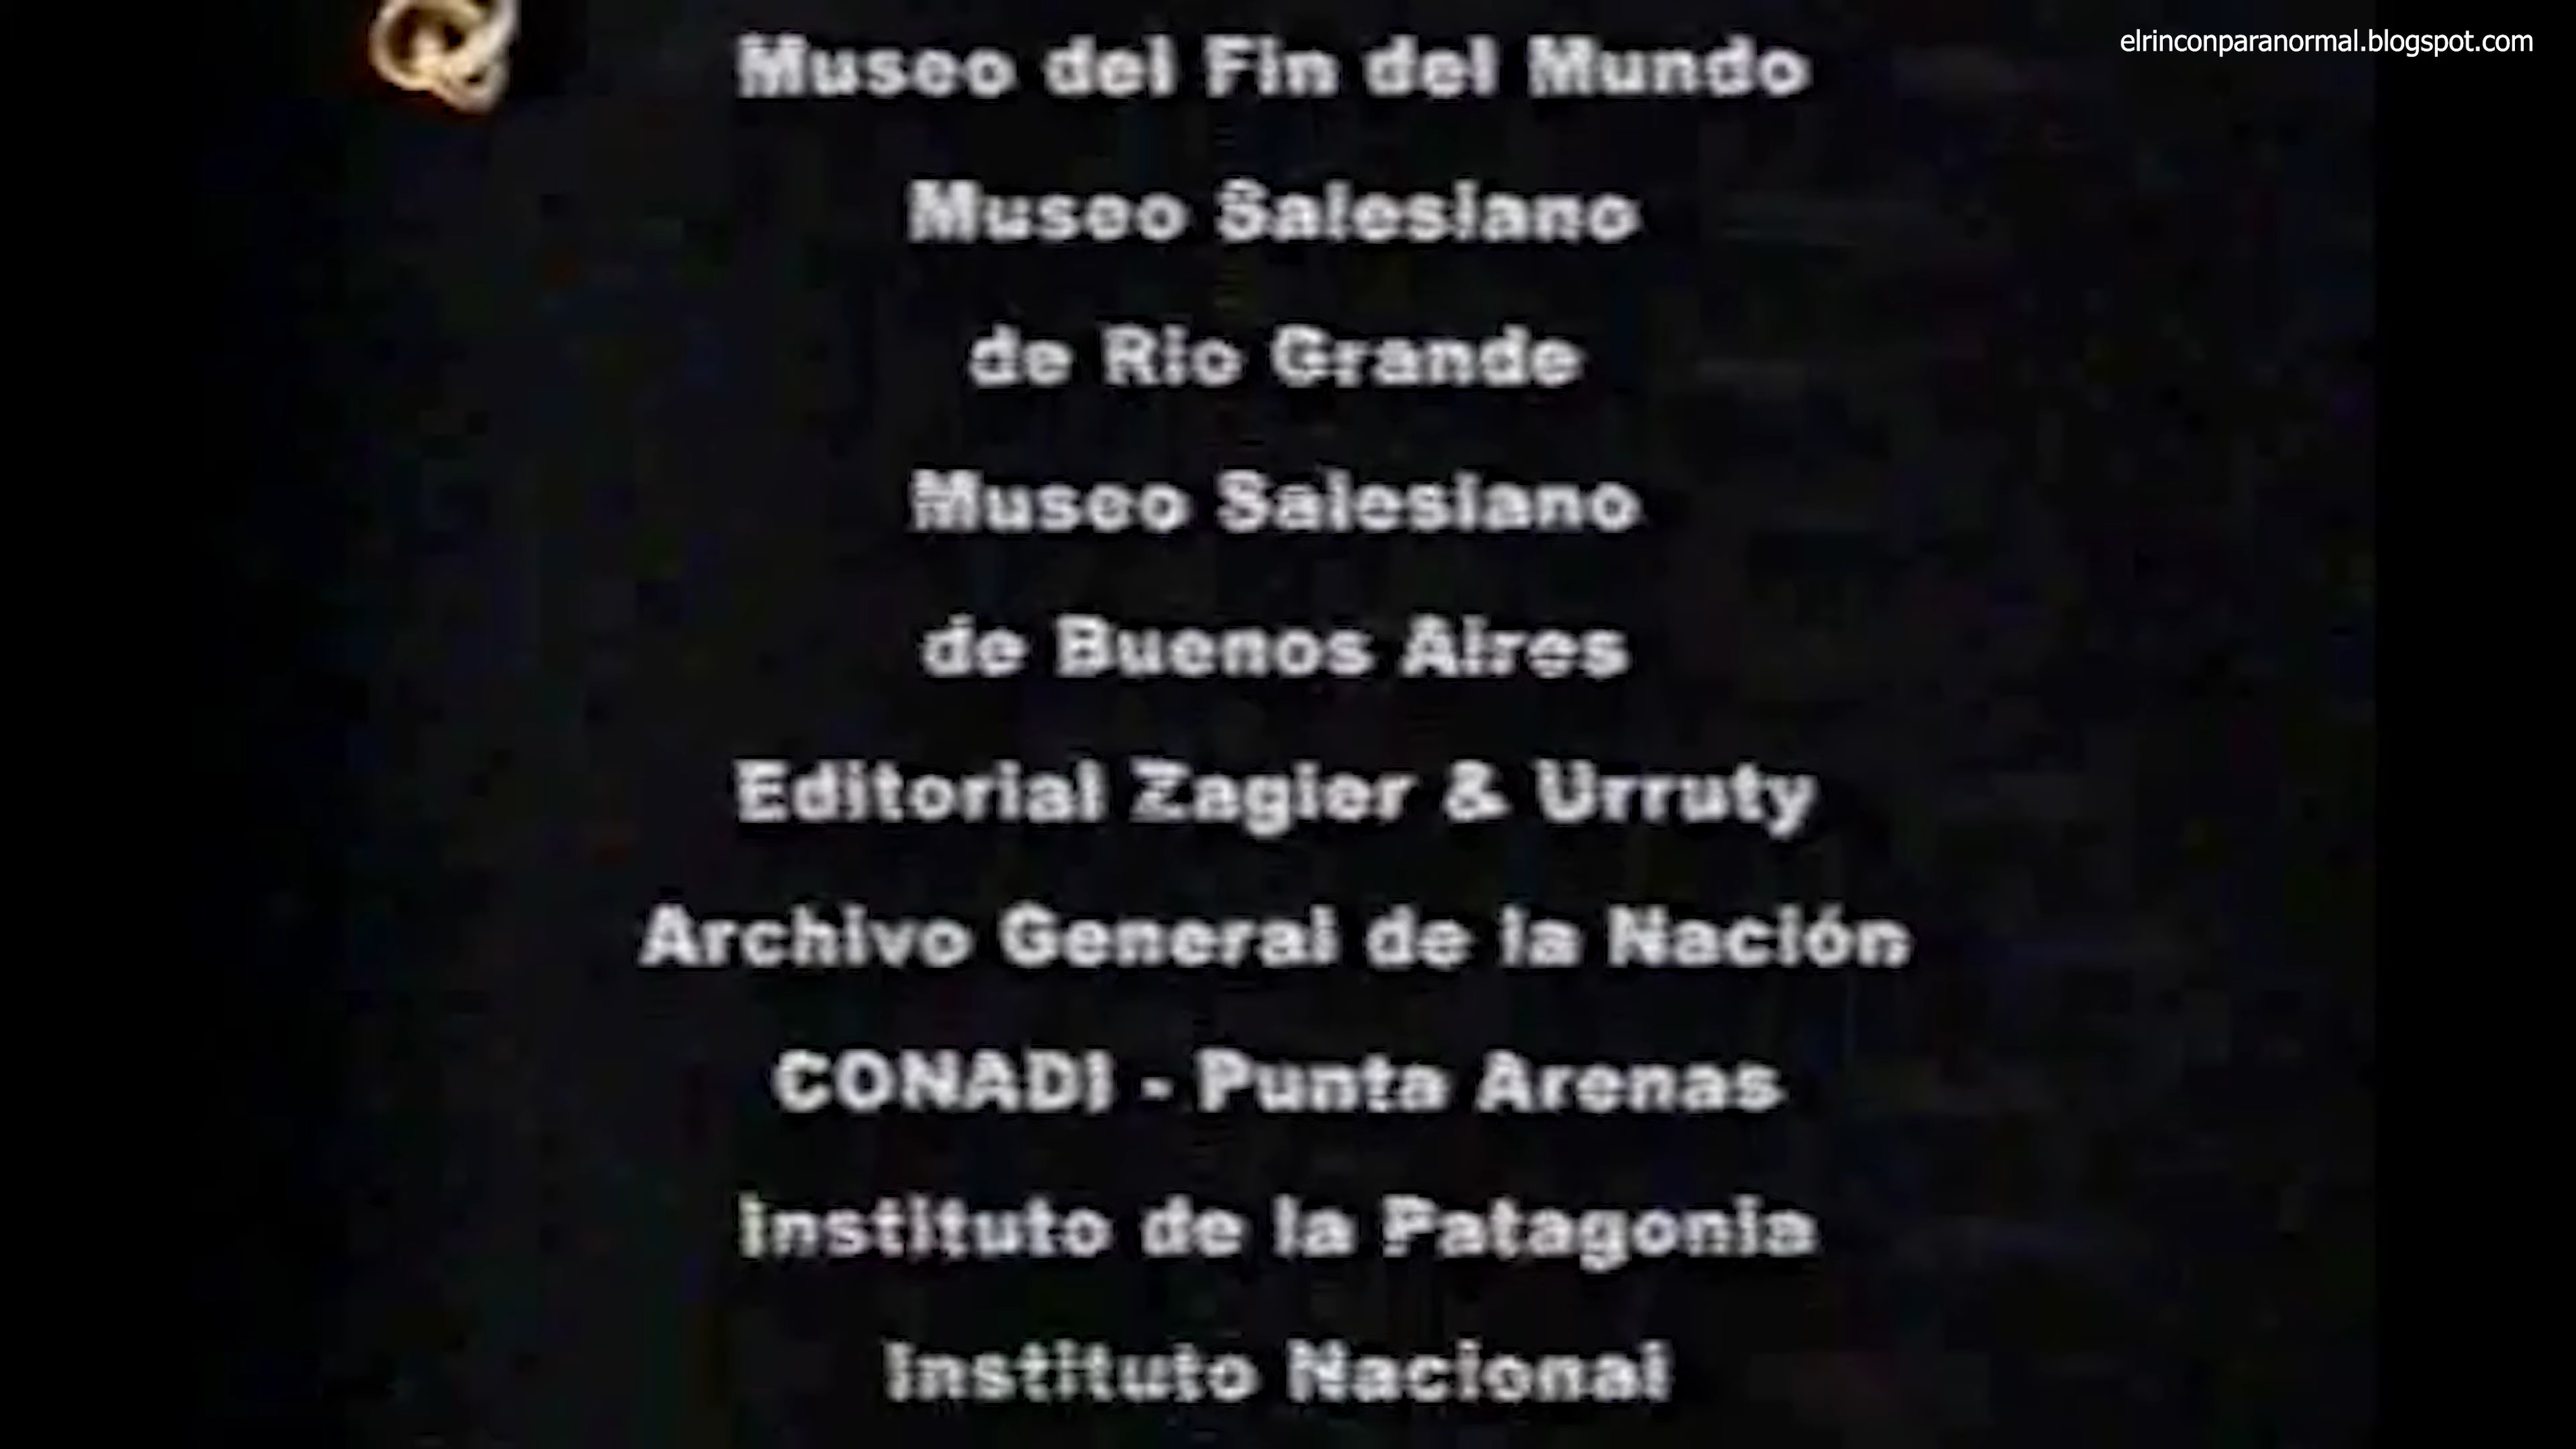 elrinconparanormal.blogspot.com
Museo del Fin del Mundo
Museo Salesiano
de Rio Grande
Museo Salesiano
de Buenos Aires
Editorial Zagier & Urruty
Archivo General de la Nación
CONADI - Punta Arenas
Instituto de la Patagonia
Instituto Nacional